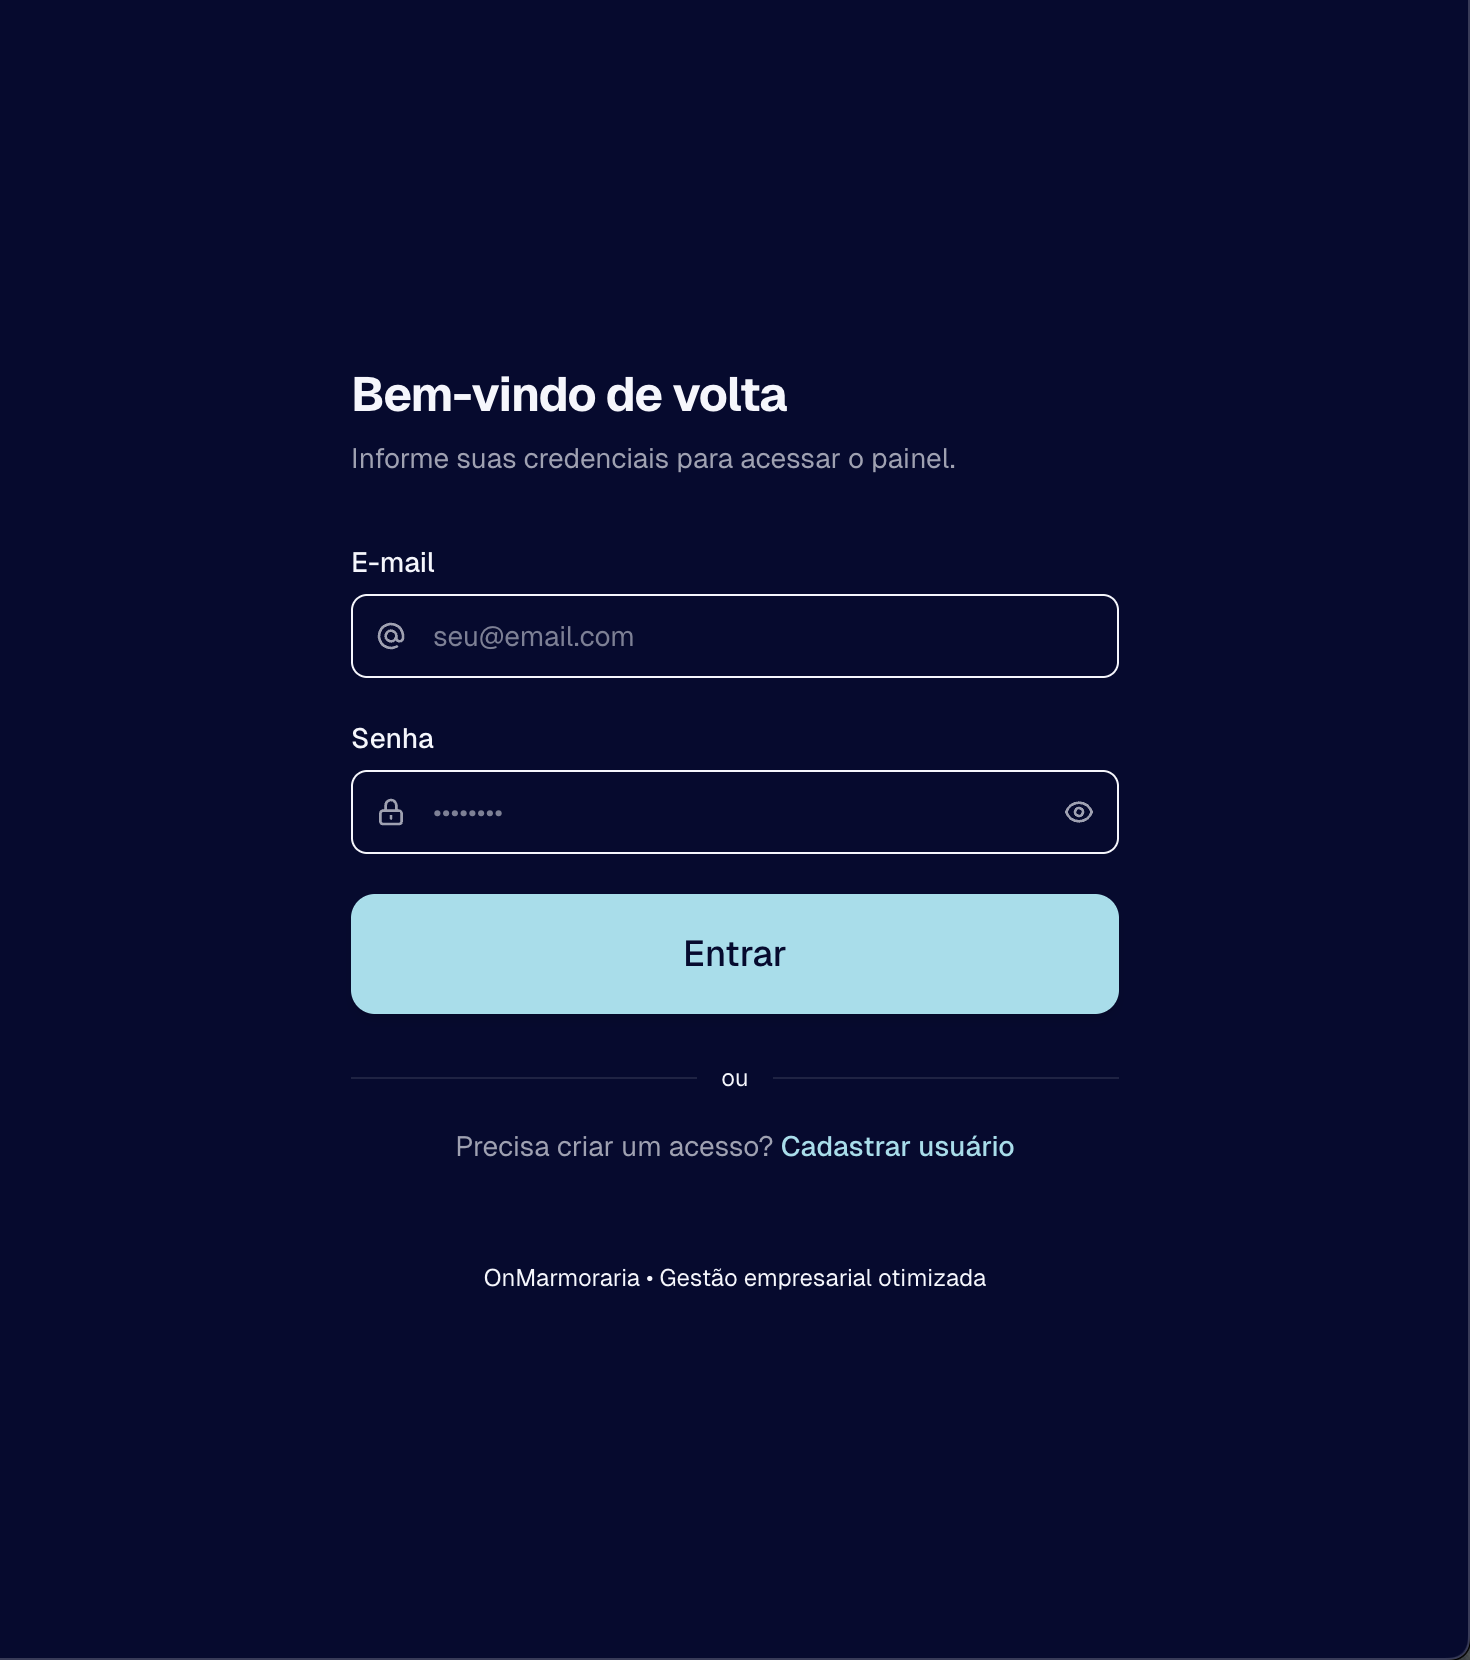 Bem-vindo de volta
Informe suas credenciais para acessar o painel.
E-mail
seu@email.com
Senha
••••••••
Entrar
ou
Precisa criar um acesso? Cadastrar usuário
OnMarmoraria • Gestão empresarial otimizada